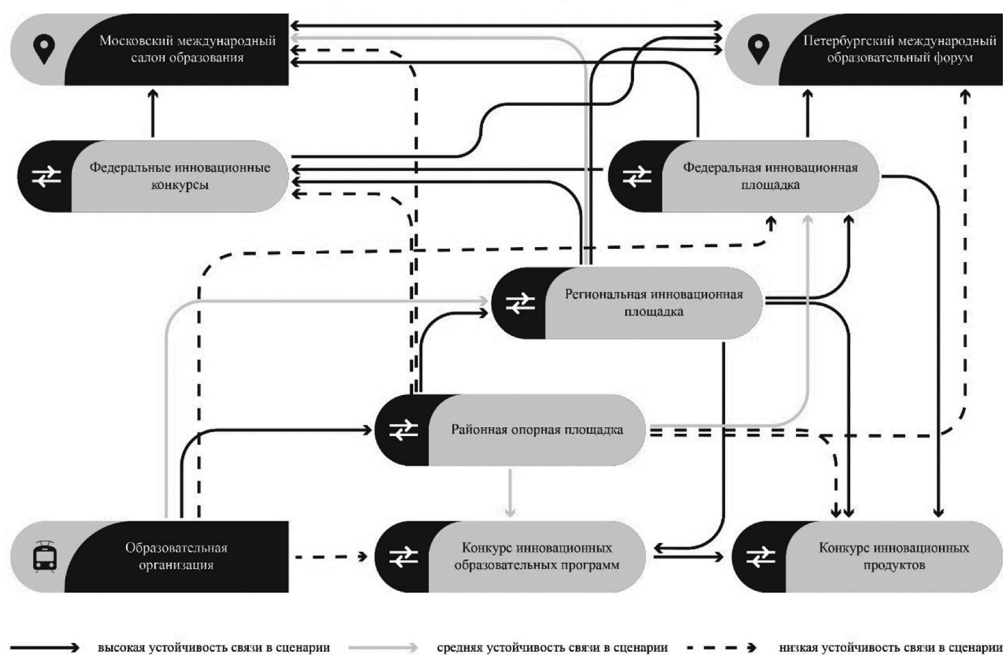 Московский международный
салон образования
Петербургский международный
образовательный форум
Федеральные инновационные
конкурсы
Федеральная инновационная
площадка
Региональная инновационная
площадка
Районная опорная площадка
Образовательная
организация
Конкурс инновационных
образовательных программ
Конкурс инновационных
продуктов
высокая устойчивость связи в сценарии
средняя устойчивость связи в сценарии
низкая устойчивость связи в сценарии